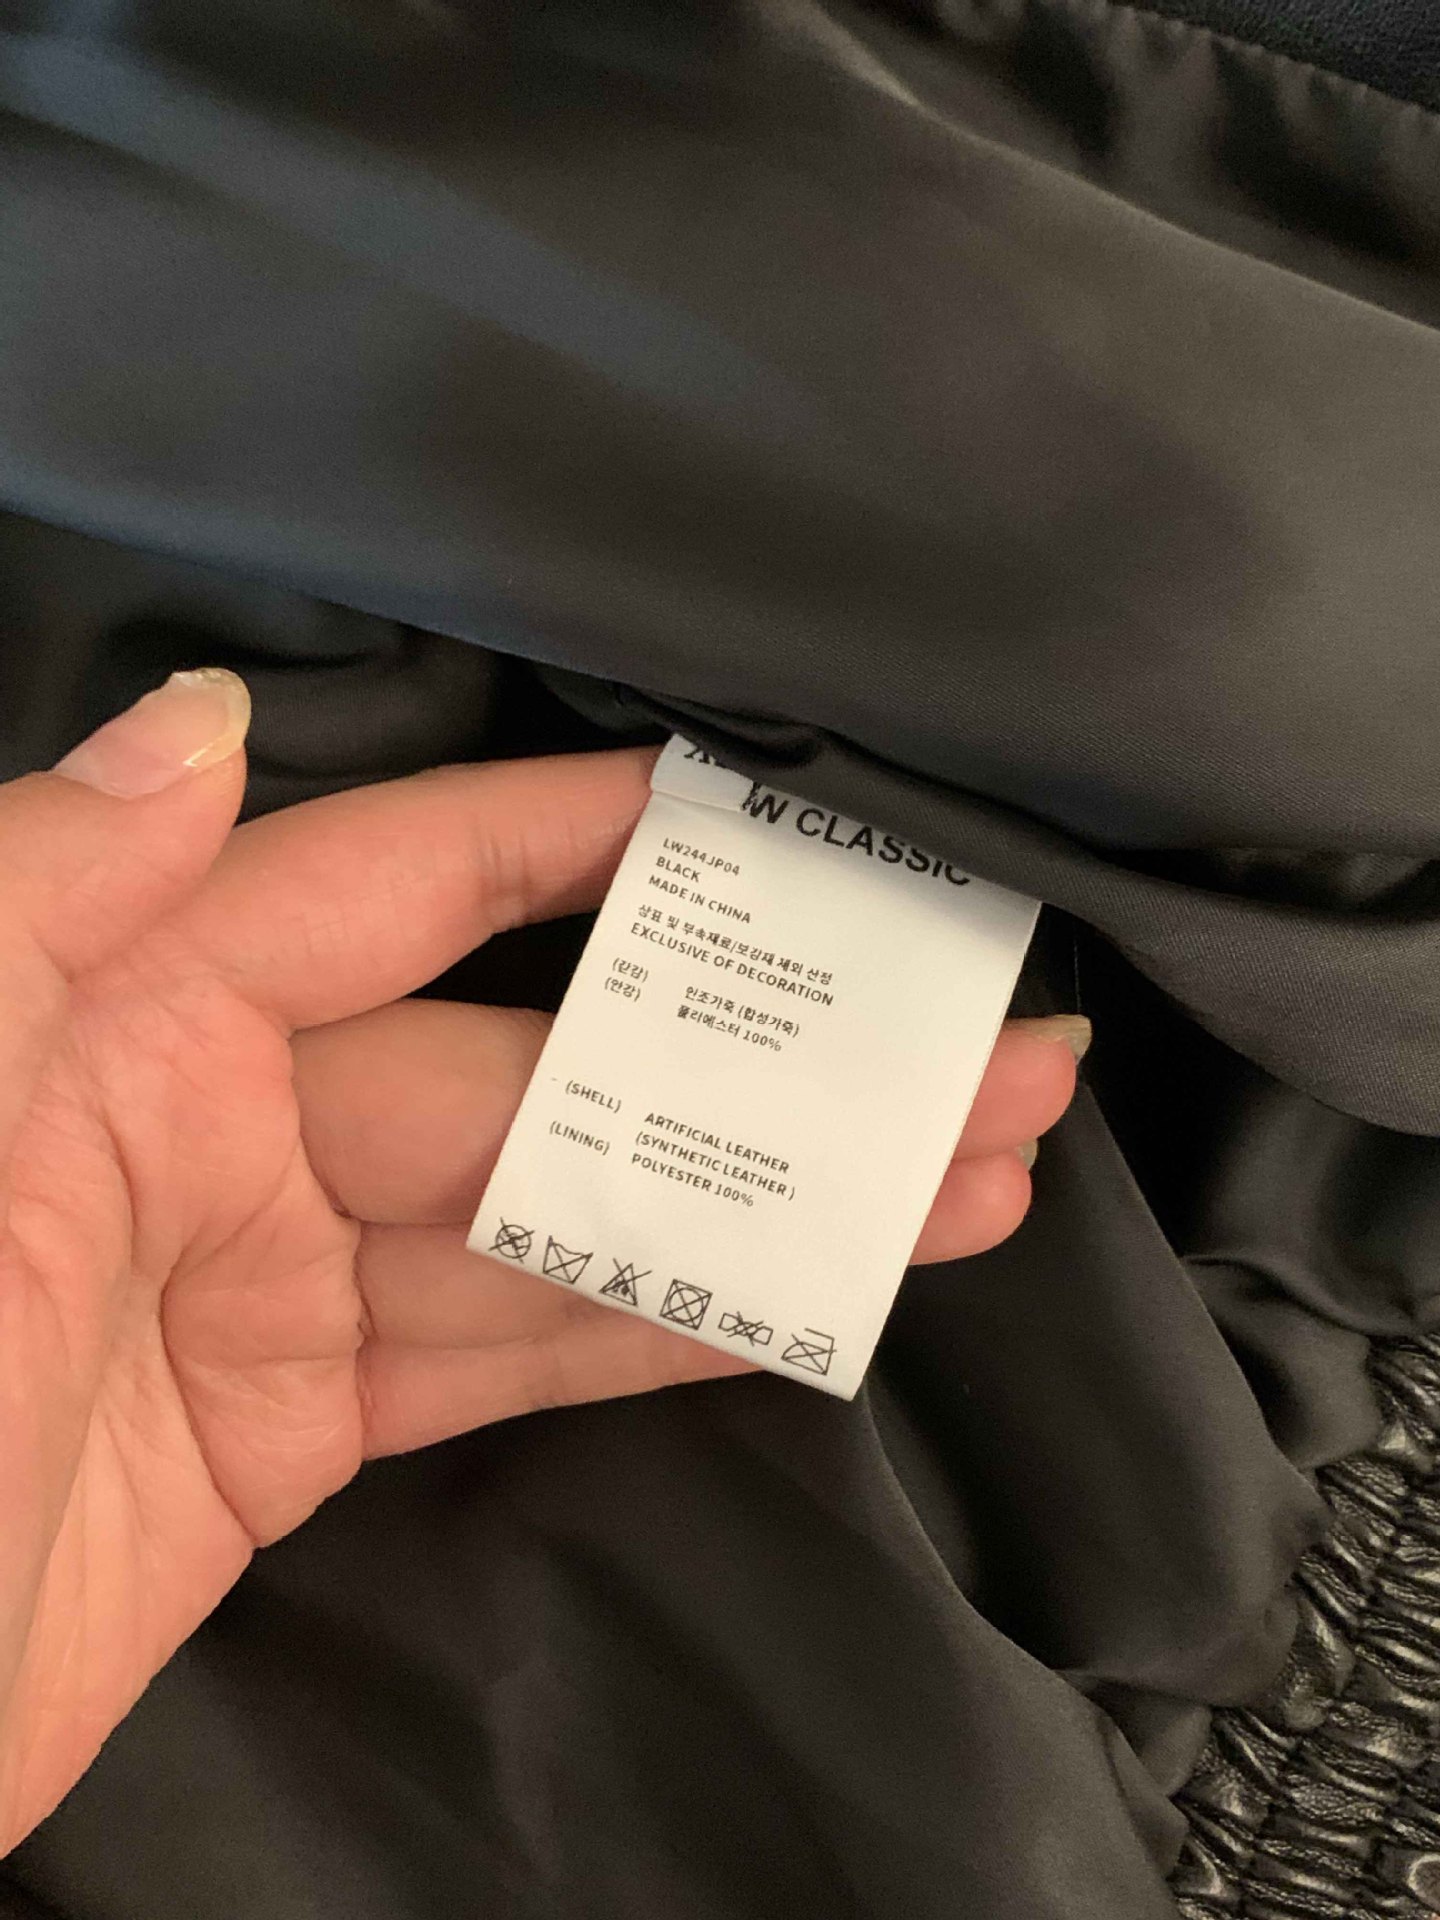 W CLASSIC
LW244JP04
BLACK
MADE IN CHINA
상표 및 부속재료/보강재 제외 산정
EXCLUSIVE OF DECORATION
(겉감) 인조가죽 (합성가죽)
(안감) 폴리에스터 100%
(SHELL) ARTIFICIAL LEATHER
(SYNTHETIC LEATHER )
(LINING) POLYESTER 100%